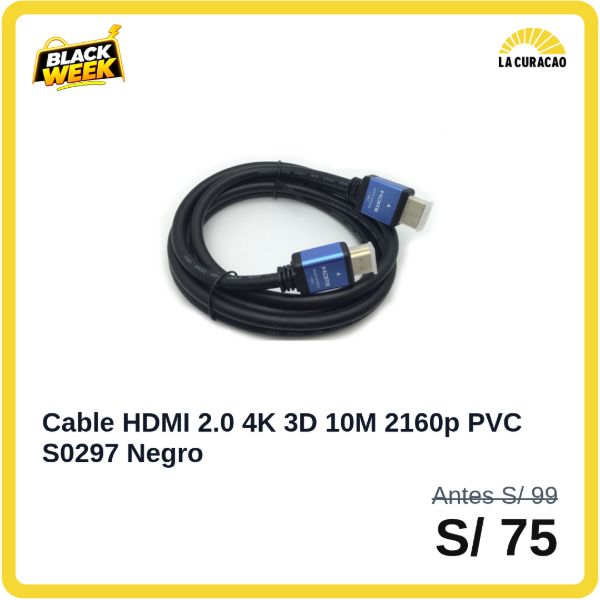 BLACK
WEEK
LA CURACAO
Cable HDMI 2.0 4K 3D 10M 2160p PVC
S0297 Negro
Antes S/ 99
S/ 75